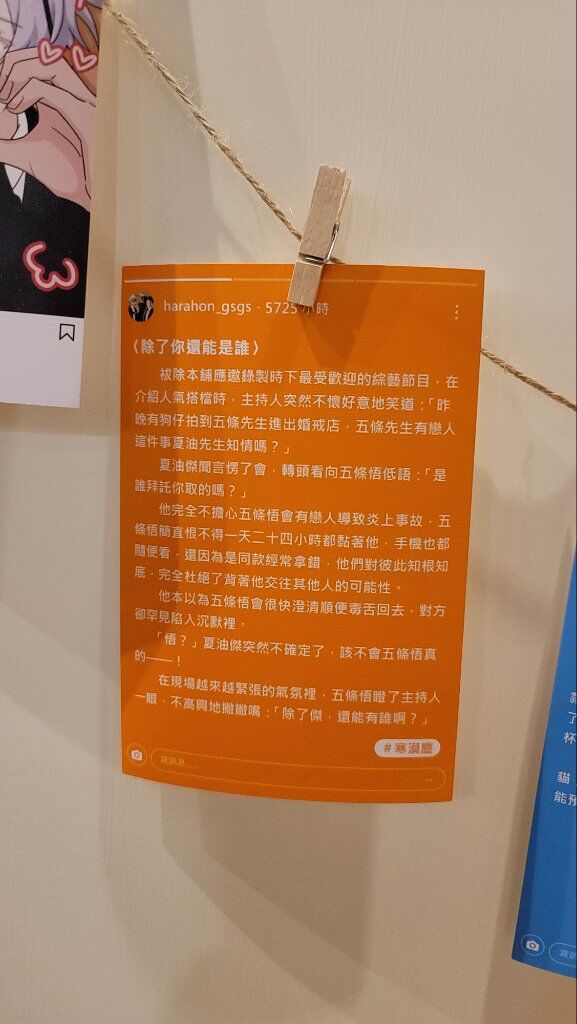 harahon_gsgs · 5725 小時
〈除了你還能是誰〉
祓除本舖應邀錄製時下最受歡迎的綜藝節目，在
介紹人氣搭檔時，主持人突然不懷好意地笑道：「昨
晚有狗仔拍到五條先生進出婚戒店，五條先生有戀人
這件事夏油先生知情嗎？」
夏油傑聞言愣了會，轉頭看向五條悟低語：「是
誰拜託你取的嗎？」
他完全不擔心五條悟會有戀人導致炎上事故，五
條悟簡直恨不得一天二十四小時都黏著他，手機也都
隨便看，還因為是同款經常拿錯，他們對彼此知根知
底，完全杜絕了背著他交往其他人的可能性。
他本以為五條悟會很快澄清順便毒舌回去，對方
卻罕見陷入沉默裡。
「悟？」夏油傑突然不確定了，該不會五條悟真
的——！
在現場越來越緊張的氣氛裡，五條悟瞪了主持人
一眼，不高興地撇撇嘴：「除了傑，還能有誰啊？」
#寒漠塵
寫訊息
了
杯
貓
能預